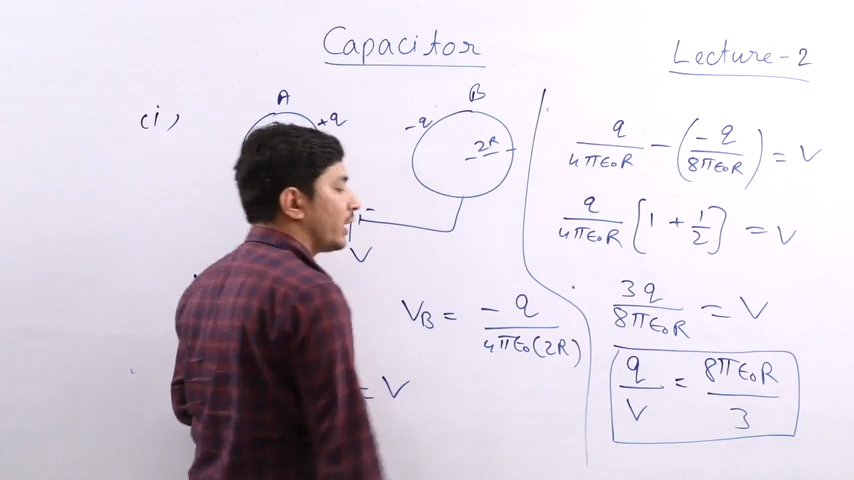 Capacitor
Lecture-2
(i)
A
+q
B
-q
2R
-
V
V_B = -q/4πε₀(2R)
= V
q/4πε₀R - (-q/8πε₀R) = V
q/4πε₀R [1 + 1/2] = V
3q/8πε₀R = V
q/V = 8πε₀R/3